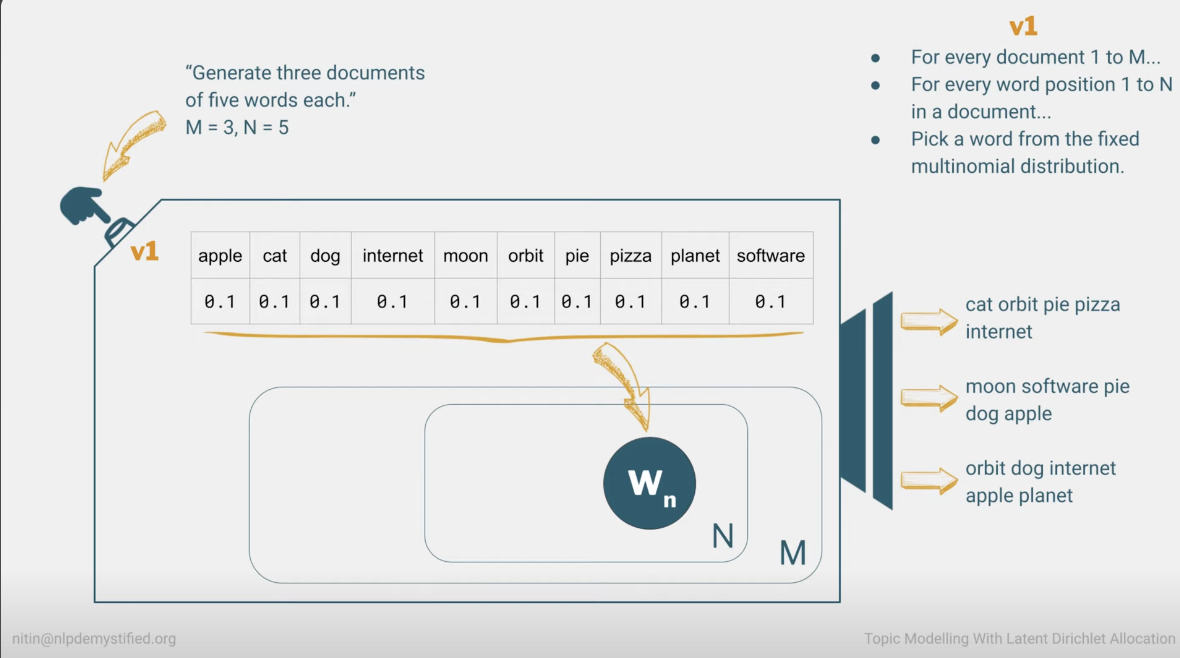 “Generate three documents
of five words each.”
M = 3, N = 5
v1
● For every document 1 to M...
● For every word position 1 to N
in a document...
● Pick a word from the fixed
multinomial distribution.
v1
apple cat dog internet moon orbit pie pizza planet software
0.1 0.1 0.1 0.1 0.1 0.1 0.1 0.1 0.1 0.1
Wn
N
M
cat orbit pie pizza
internet
moon software pie
dog apple
orbit dog internet
apple planet
nitin@nlpdemystified.org
Topic Modelling With Latent Dirichlet Allocation